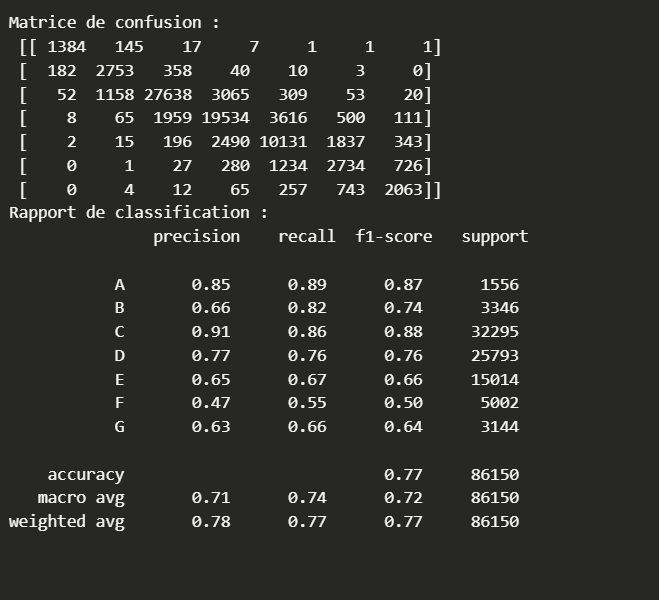 Matrice de confusion :
[[ 1384 145 17 7 1 1 1]
[ 182 2753 358 40 10 3 0]
[ 52 1158 27638 3065 309 53 20]
[ 8 65 1959 19534 3616 500 111]
[ 2 15 196 2490 10131 1837 343]
[ 0 1 27 280 1234 2734 726]
[ 0 4 12 65 257 743 2063]]
Rapport de classification :
precision recall f1-score support
A 0.85 0.89 0.87 1556
B 0.66 0.82 0.74 3346
C 0.91 0.86 0.88 32295
D 0.77 0.76 0.76 25793
E 0.65 0.67 0.66 15014
F 0.47 0.55 0.50 5002
G 0.63 0.66 0.64 3144
accuracy 0.77 86150
macro avg 0.71 0.74 0.72 86150
weighted avg 0.78 0.77 0.77 86150